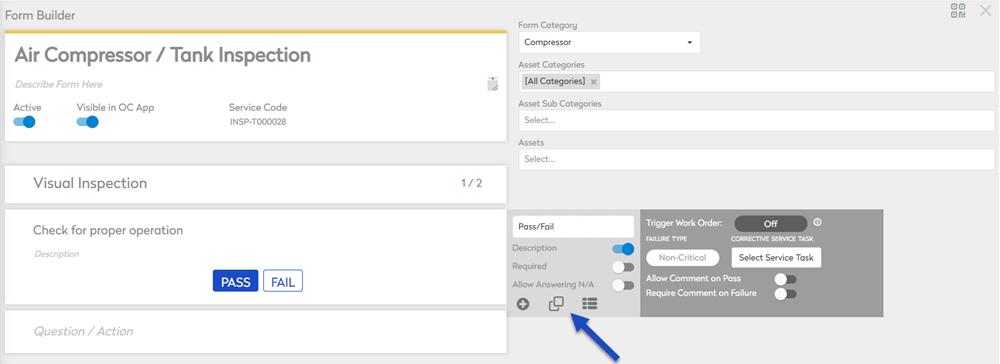 Form Builder
Air Compressor / Tank Inspection
Describe Form Here
Active
Visible in OC App
Service Code
INSP-T000028
Form Category
Compressor
Asset Categories
[All Categories] ×
Asset Sub Categories
Select...
Assets
Select...
Visual Inspection
1 / 2
Check for proper operation
Description
PASS
FAIL
Pass/Fail
Description
Required
Allow Answering N/A
Trigger Work Order:
Off
FAILURE TYPE
CORRECTIVE SERVICE TASK
Non-Critical
Select Service Task
Allow Comment on Pass
Require Comment on Failure
Question / Action